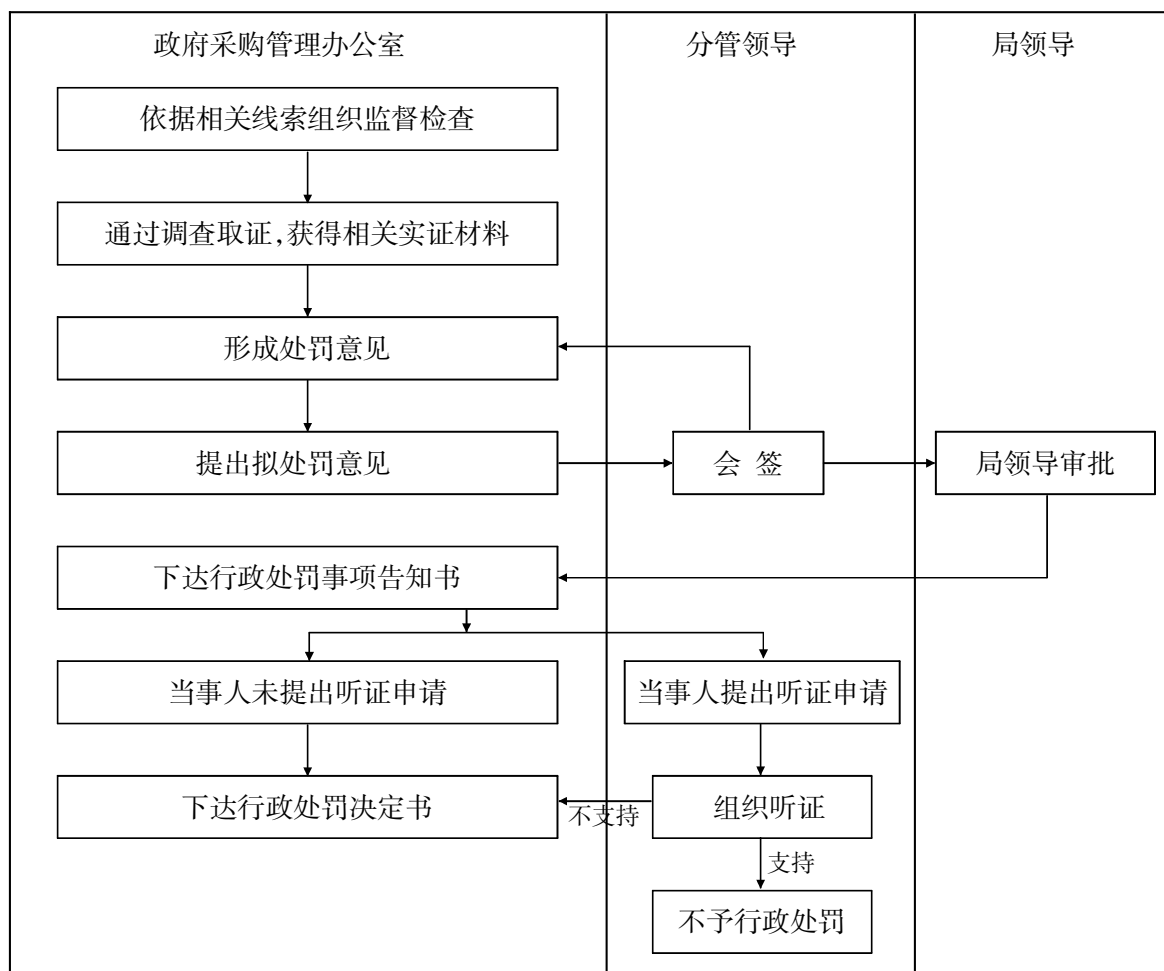 政府采购管理办公室
分管领导
局领导
依据相关线索组织监督检查
通过调查取证,获得相关实证材料
形成处罚意见
提出拟处罚意见
会 签
局领导审批
下达行政处罚事项告知书
当事人未提出听证申请
当事人提出听证申请
下达行政处罚决定书
不支持
组织听证
支持
不予行政处罚